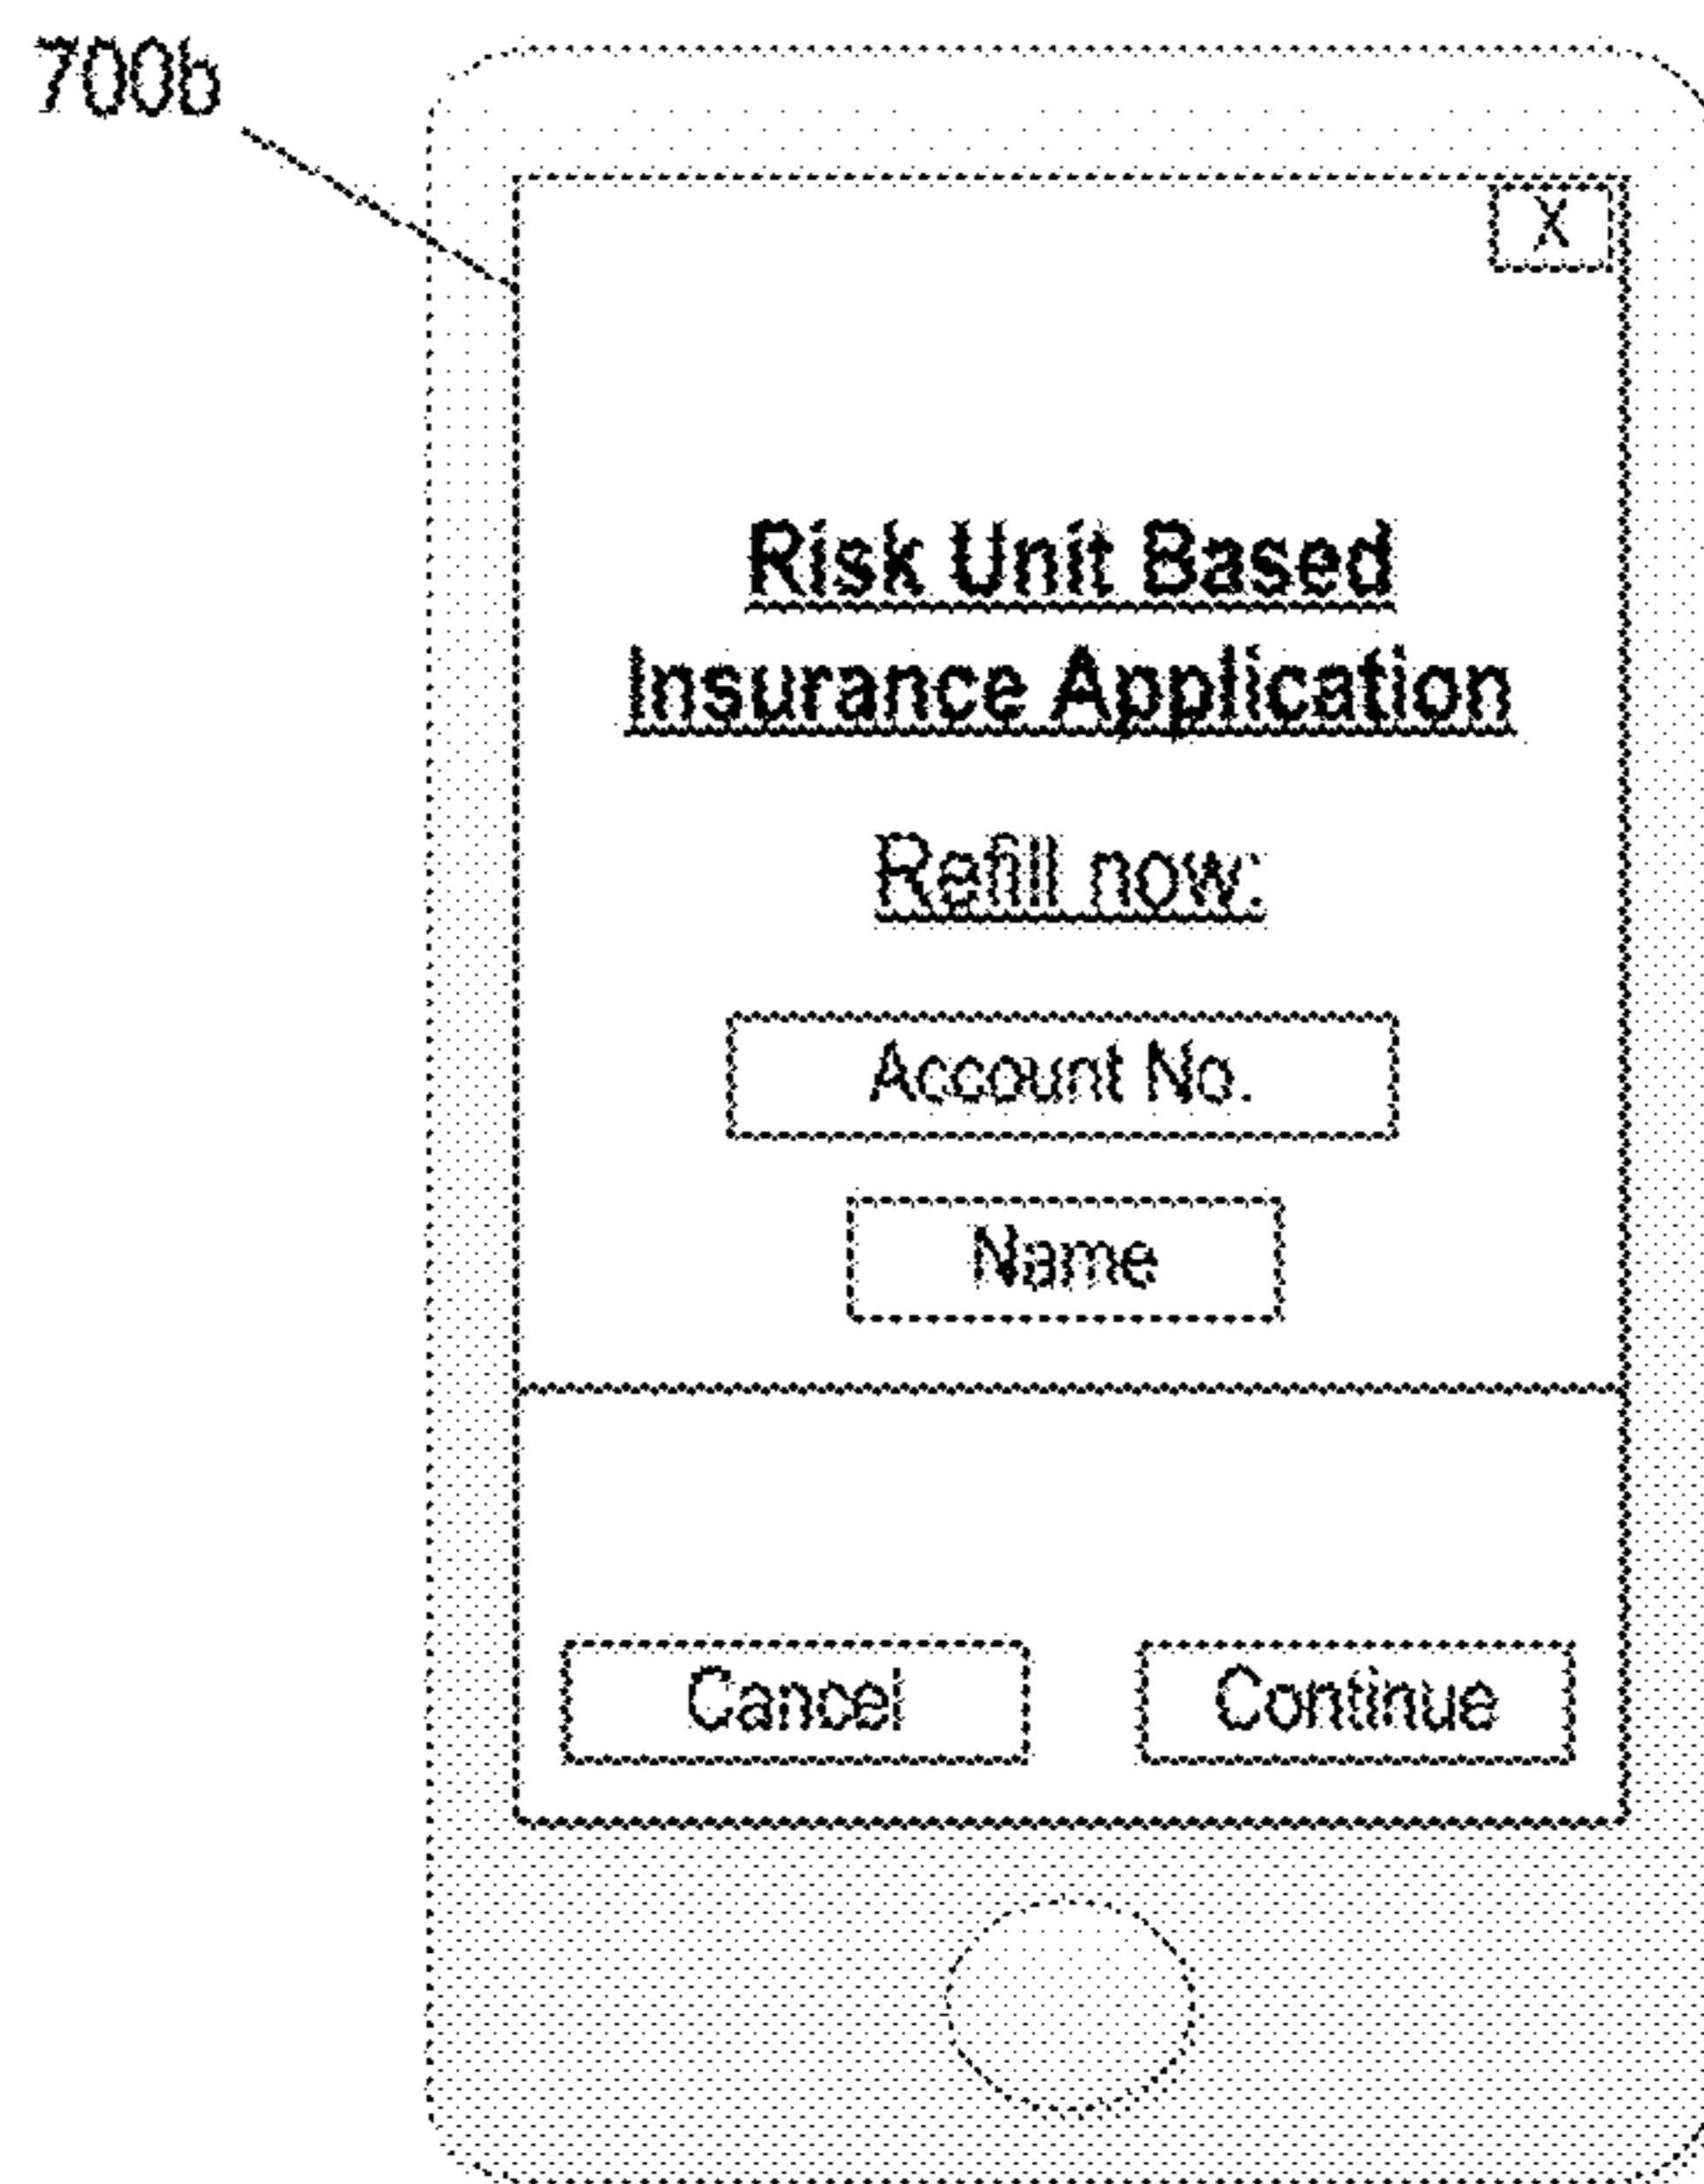 700b
X
Risk Unit Based
Insurance Application
Refill now:
Account No.
Name
Cancel
Continue